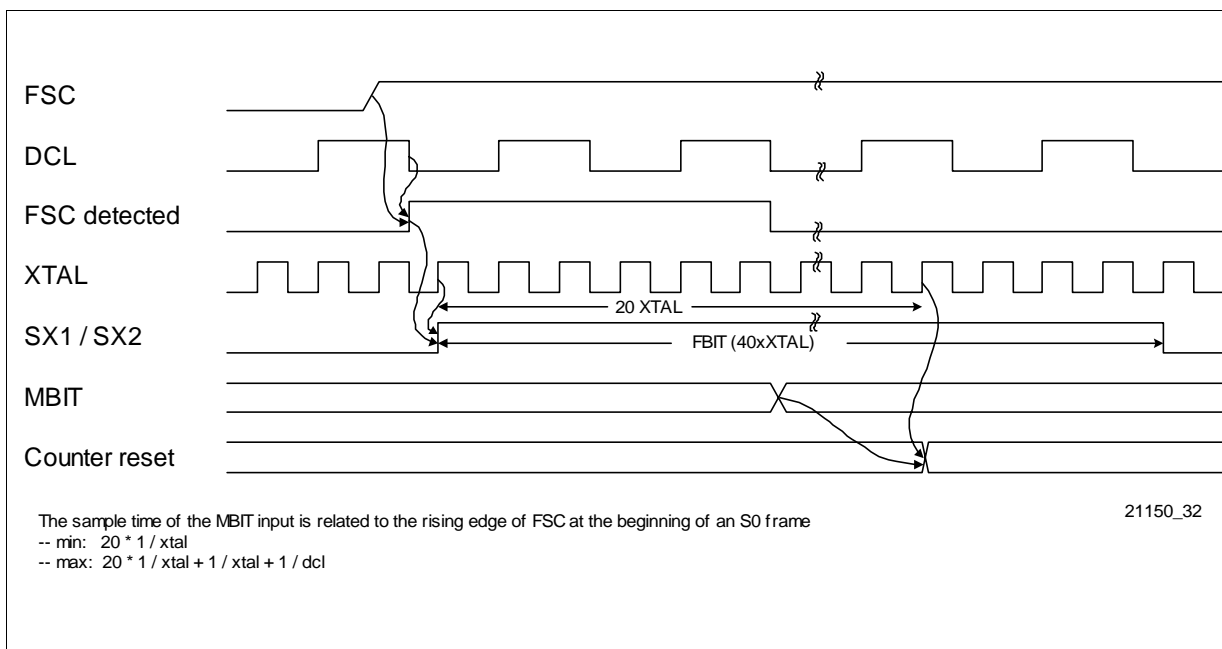 FSC
DCL
FSC detected
XTAL
20 XTAL
SX1 / SX2
FBIT (40xXTAL)
MBIT
Counter reset
The sample time of the MBIT input is related to the rising edge of FSC at the beginning of an S0 frame
-- min: 20 * 1 / xtal
-- max: 20 * 1 / xtal + 1 / xtal + 1 / dcl
21150_32